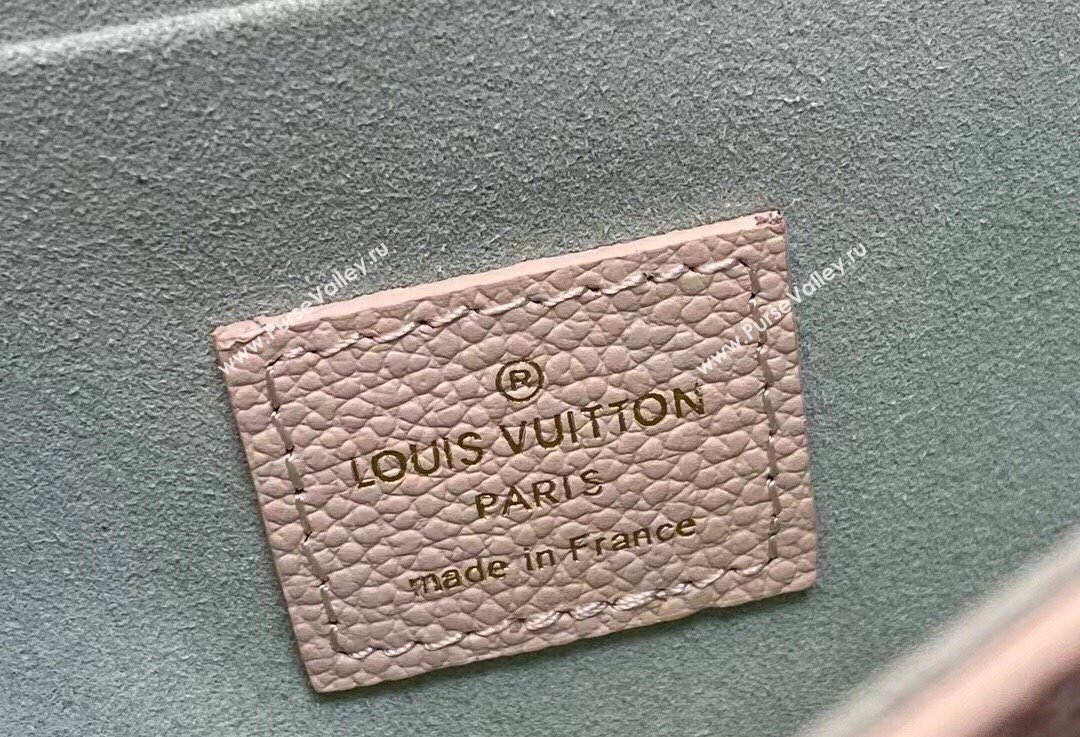 ®
LOUIS VUITTON
PARIS
made in France
www.PurseValley.ru
www.PurseValley.ru